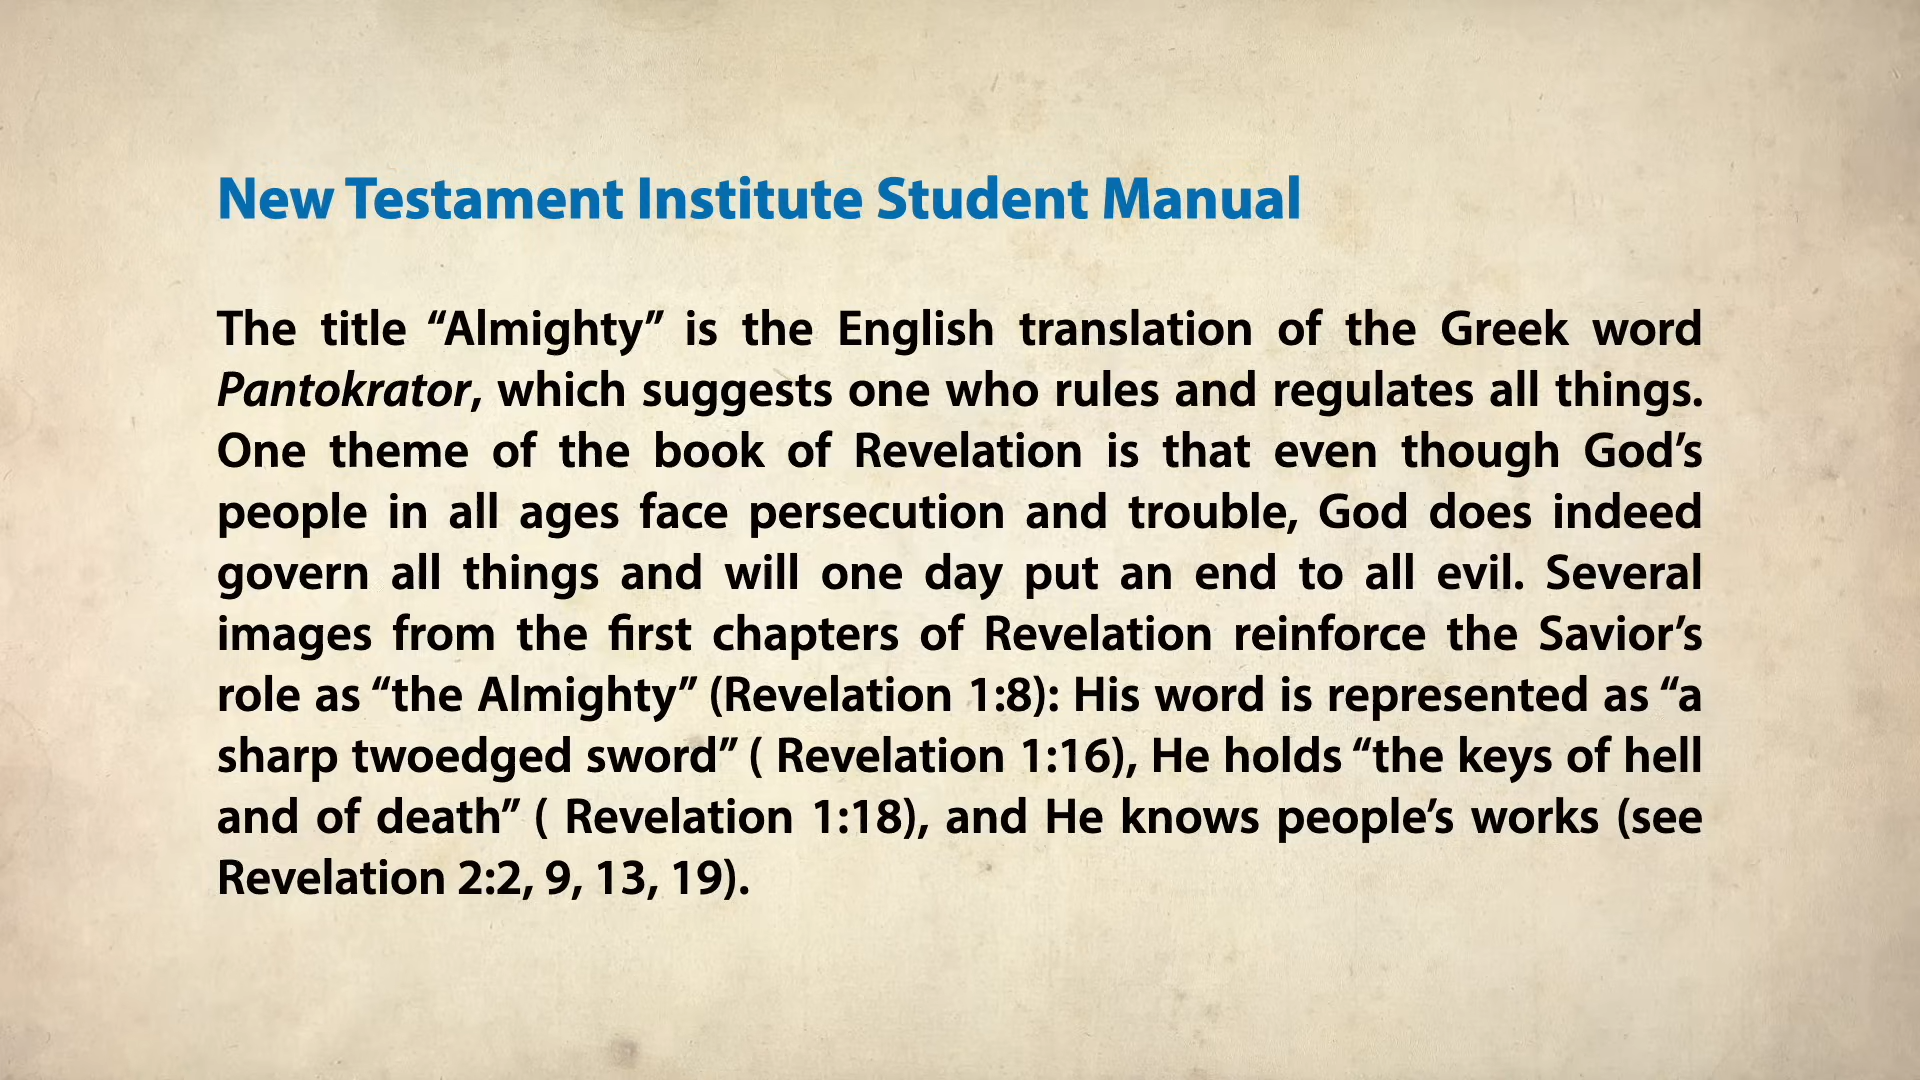 New Testament Institute Student Manual
The title “Almighty” is the English translation of the Greek word
Pantokrator, which suggests one who rules and regulates all things.
One theme of the book of Revelation is that even though God’s
people in all ages face persecution and trouble, God does indeed
govern all things and will one day put an end to all evil. Several
images from the first chapters of Revelation reinforce the Savior’s
role as “the Almighty” (Revelation 1:8): His word is represented as “a
sharp twoedged sword” ( Revelation 1:16), He holds “the keys of hell
and of death” ( Revelation 1:18), and He knows people’s works (see
Revelation 2:2, 9, 13, 19).